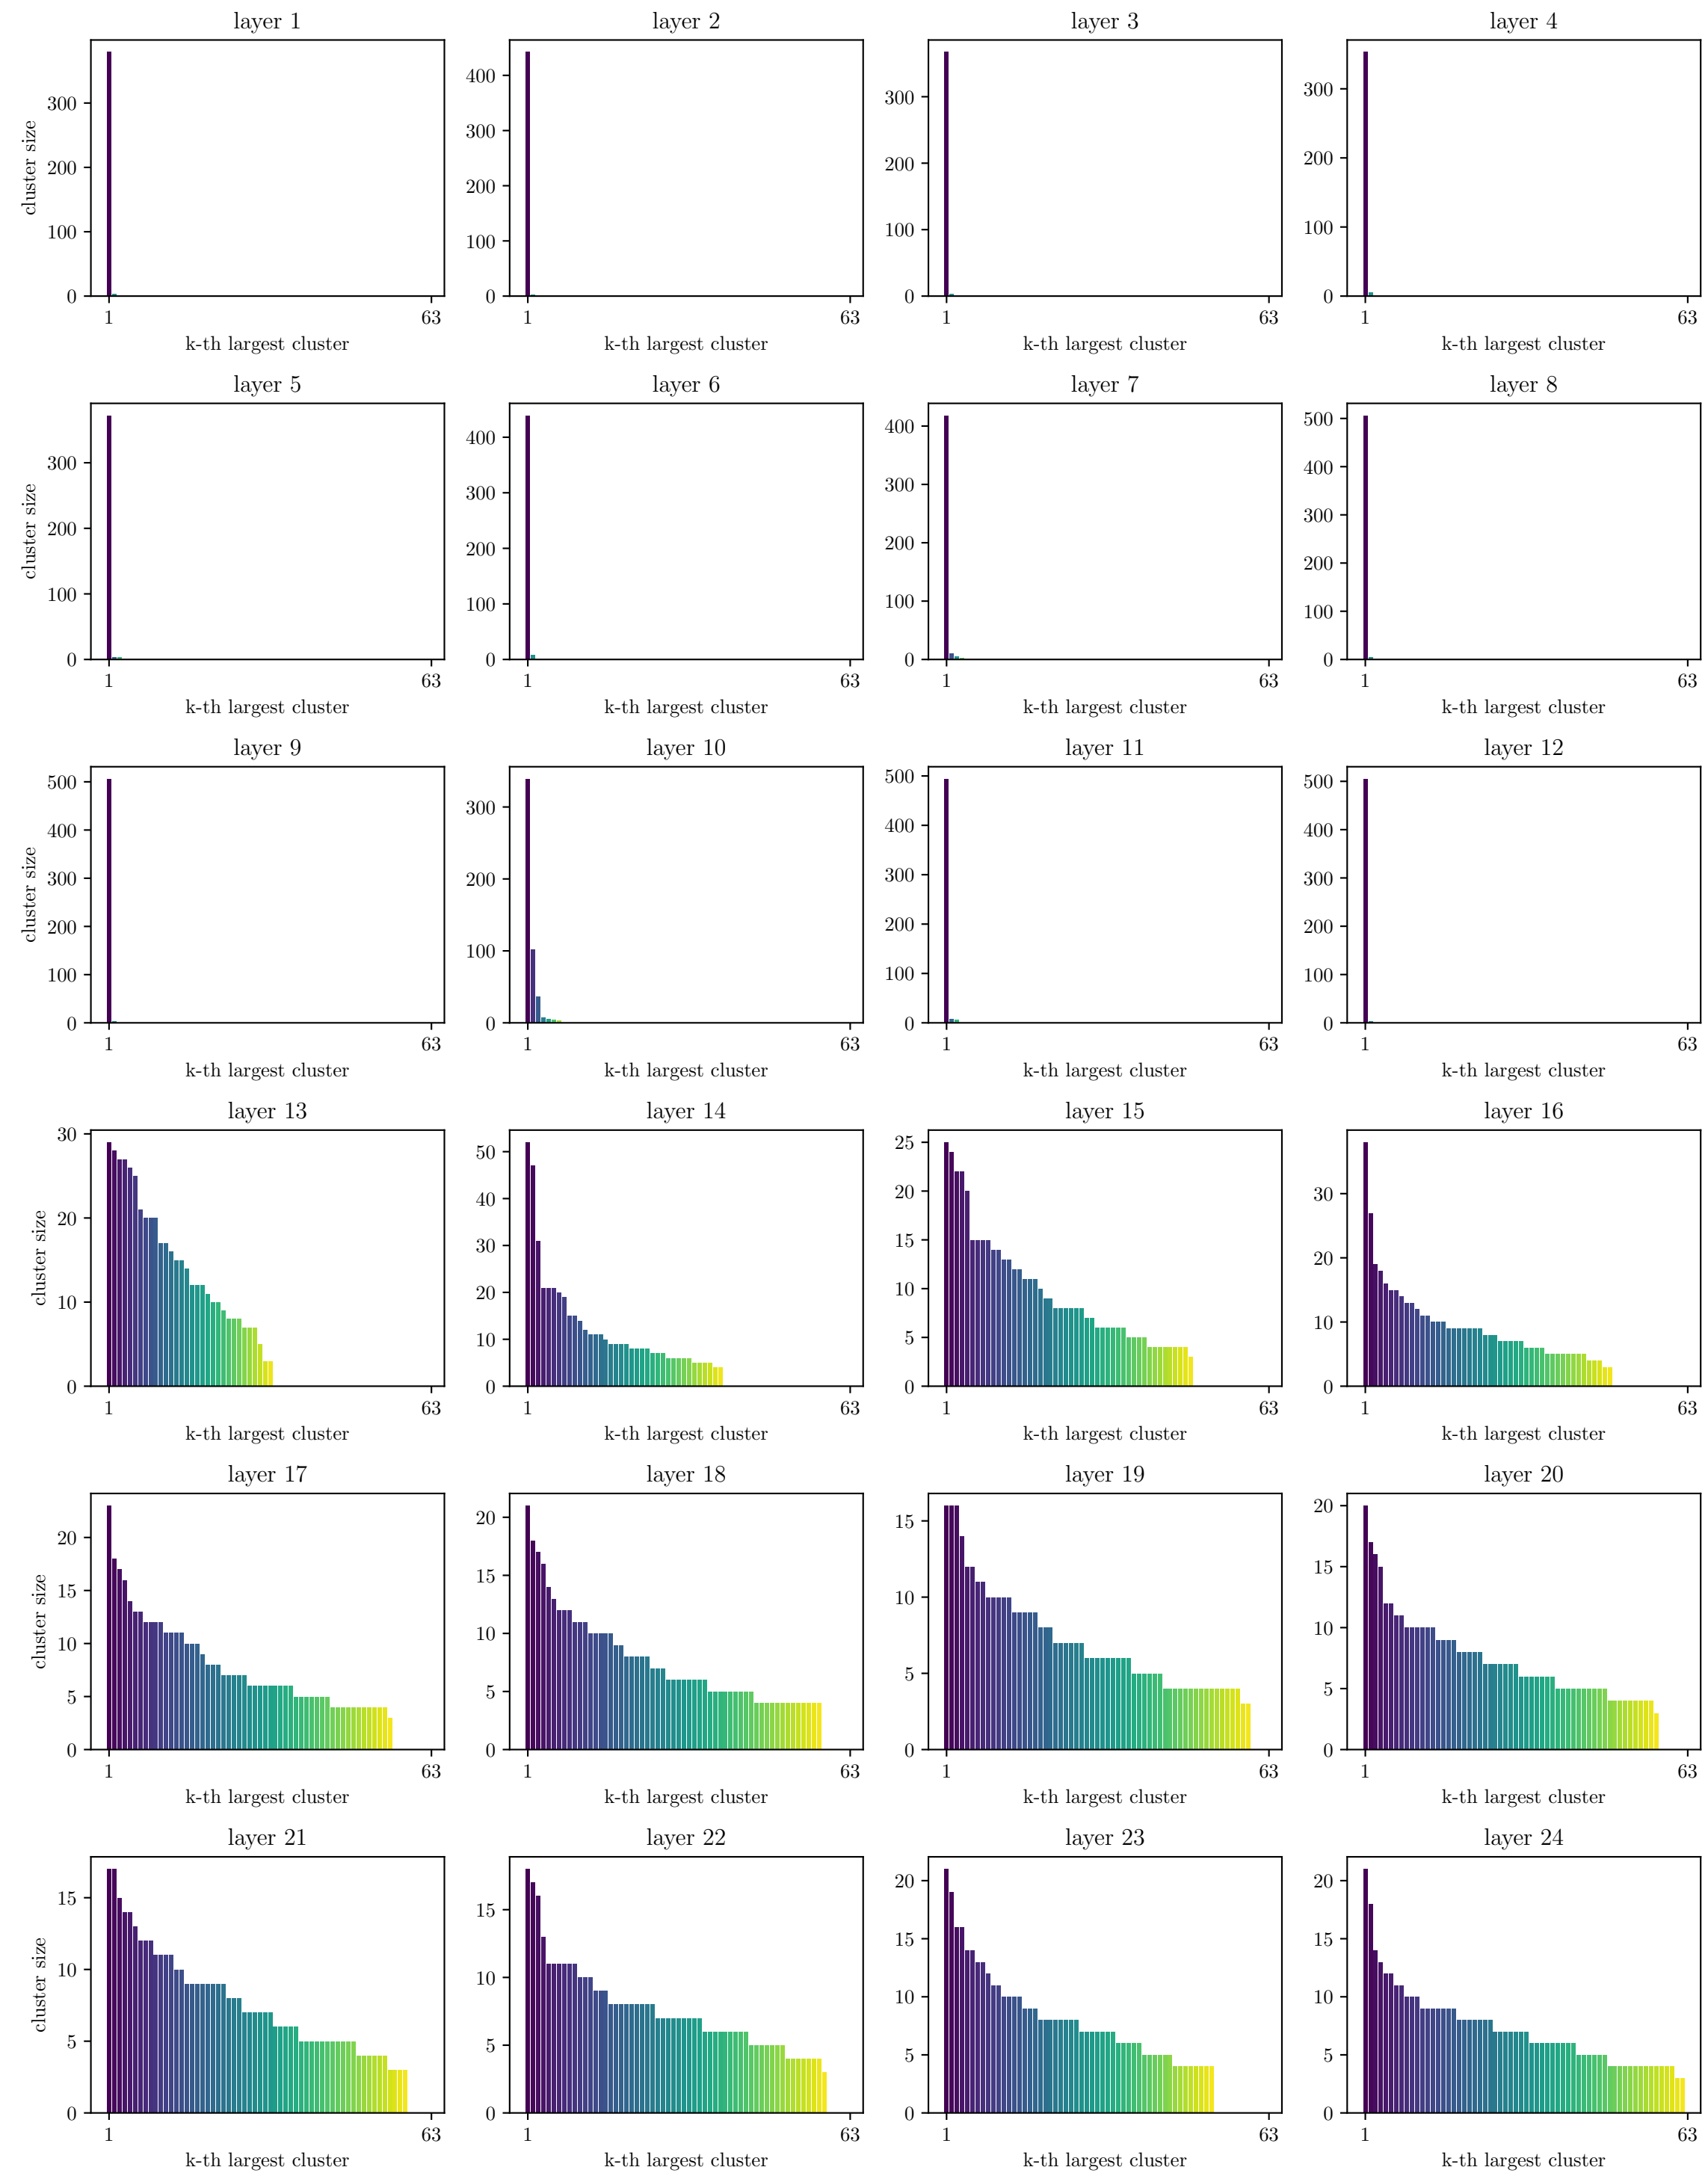 layer 1
layer 2
layer 3
layer 4
cluster size
300
200
100
0
400
300
200
100
0
300
200
100
0
300
200
100
0
1 63
1 63
1 63
1 63
k-th largest cluster
k-th largest cluster
k-th largest cluster
k-th largest cluster
layer 5
layer 6
layer 7
layer 8
cluster size
300
200
100
0
400
300
200
100
0
400
300
200
100
0
500
400
300
200
100
0
1 63
1 63
1 63
1 63
k-th largest cluster
k-th largest cluster
k-th largest cluster
k-th largest cluster
layer 9
layer 10
layer 11
layer 12
cluster size
500
400
300
200
100
0
300
200
100
0
500
400
300
200
100
0
500
400
300
200
100
0
1 63
1 63
1 63
1 63
k-th largest cluster
k-th largest cluster
k-th largest cluster
k-th largest cluster
layer 13
layer 14
layer 15
layer 16
cluster size
30
20
10
0
50
40
30
20
10
0
25
20
15
10
5
0
30
20
10
0
1 63
1 63
1 63
1 63
k-th largest cluster
k-th largest cluster
k-th largest cluster
k-th largest cluster
layer 17
layer 18
layer 19
layer 20
cluster size
20
15
10
5
0
20
15
10
5
0
15
10
5
0
20
15
10
5
0
1 63
1 63
1 63
1 63
k-th largest cluster
k-th largest cluster
k-th largest cluster
k-th largest cluster
layer 21
layer 22
layer 23
layer 24
cluster size
15
10
5
0
15
10
5
0
20
15
10
5
0
20
15
10
5
0
1 63
1 63
1 63
1 63
k-th largest cluster
k-th largest cluster
k-th largest cluster
k-th largest cluster